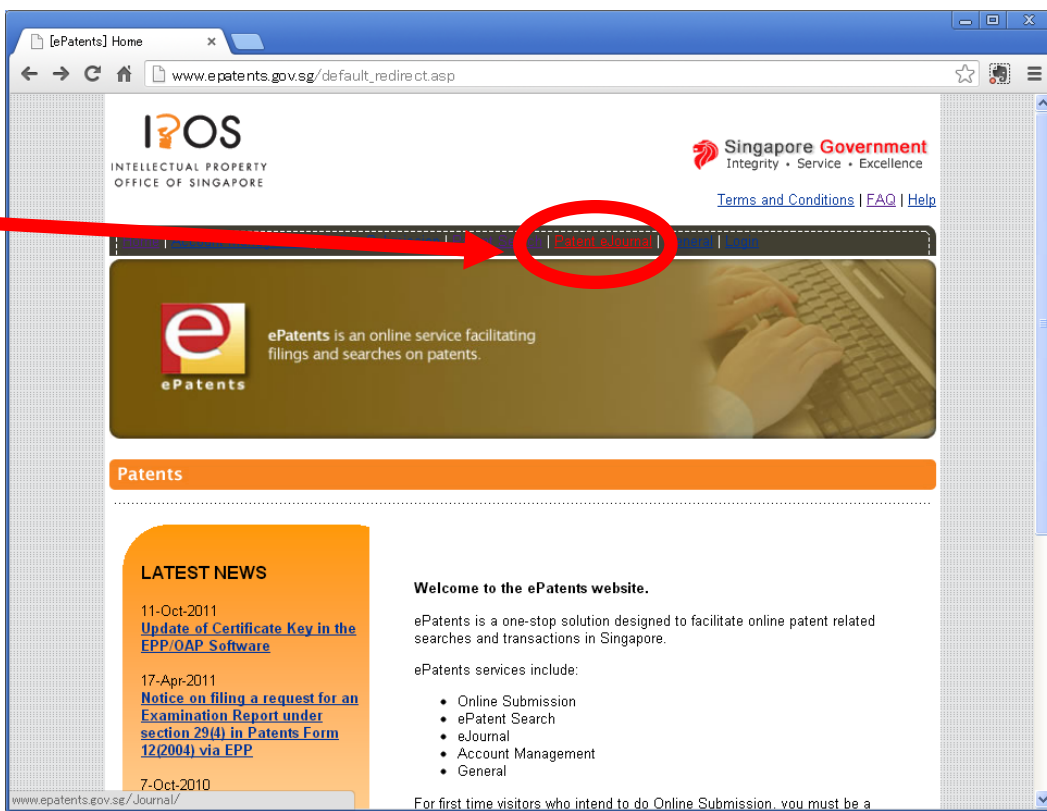 [ePatents] Home
www.epatents.gov.sg/default_redirect.asp
IPOS
INTELLECTUAL PROPERTY
OFFICE OF SINGAPORE
Singapore Government
Integrity • Service • Excellence
Terms and Conditions | FAQ | Help
| Patent eJournal | General | Login
ePatents is an online service facilitating
filings and searches on patents.
e
ePatents
Patents
LATEST NEWS
11-Oct-2011
Update of Certificate Key in the
EPP/OAP Software
17-Apr-2011
Notice on filing a request for an
Examination Report under
section 29(4) in Patents Form
12(2004) via EPP
7-Oct-2010
Welcome to the ePatents website.
ePatents is a one-stop solution designed to facilitate online patent related
searches and transactions in Singapore.
ePatents services include:
• Online Submission
• ePatent Search
• eJournal
• Account Management
• General
For first time visitors who intend to do Online Submission, you must be a
www.epatents.gov.sg/Journal/